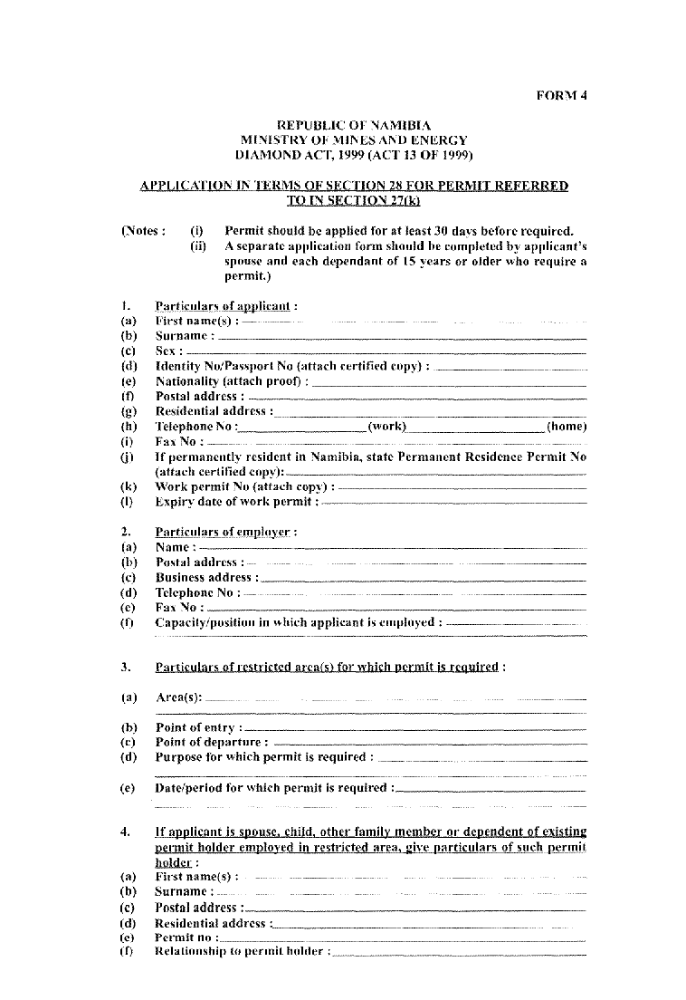 FORM 4
REPUBLIC OF NAMIBIA
MINISTRY OF MINES AND ENERGY
DIAMOND ACT, 1999 (ACT 13 OF 1999)
APPLICATION IN TERMS OF SECTION 28 FOR PERMIT REFERRED
TO IN SECTION 27(k)
(Notes : (i) Permit should be applied for at least 30 days before required.
(ii) A separate application form should be completed by applicant's
spouse and each dependant of 15 years or older who require a
permit.)
1. Particulars of applicant :
(a) First name(s) :
(b) Surname :
(c) Sex :
(d) Identity No/Passport No (attach certified copy) :
(e) Nationality (attach proof) :
(f) Postal address :
(g) Residential address :
(h) Telephone No : (work) (home)
(i) Fax No :
(j) If permanently resident in Namibia, state Permanent Residence Permit No
(attach certified copy):
(k) Work permit No (attach copy) :
(l) Expiry date of work permit :
2. Particulars of employer :
(a) Name :
(b) Postal address :
(c) Business address :
(d) Telephone No :
(e) Fax No :
(f) Capacity/position in which applicant is employed :
3. Particulars of restricted area(s) for which permit is required :
(a) Area(s):
(b) Point of entry :
(c) Point of departure :
(d) Purpose for which permit is required :
(e) Date/period for which permit is required :
4. If applicant is spouse, child, other family member or dependent of existing
permit holder employed in restricted area, give particulars of such permit
holder :
(a) First name(s) :
(b) Surname :
(c) Postal address :
(d) Residential address :
(e) Permit no :
(f) Relationship to permit holder :